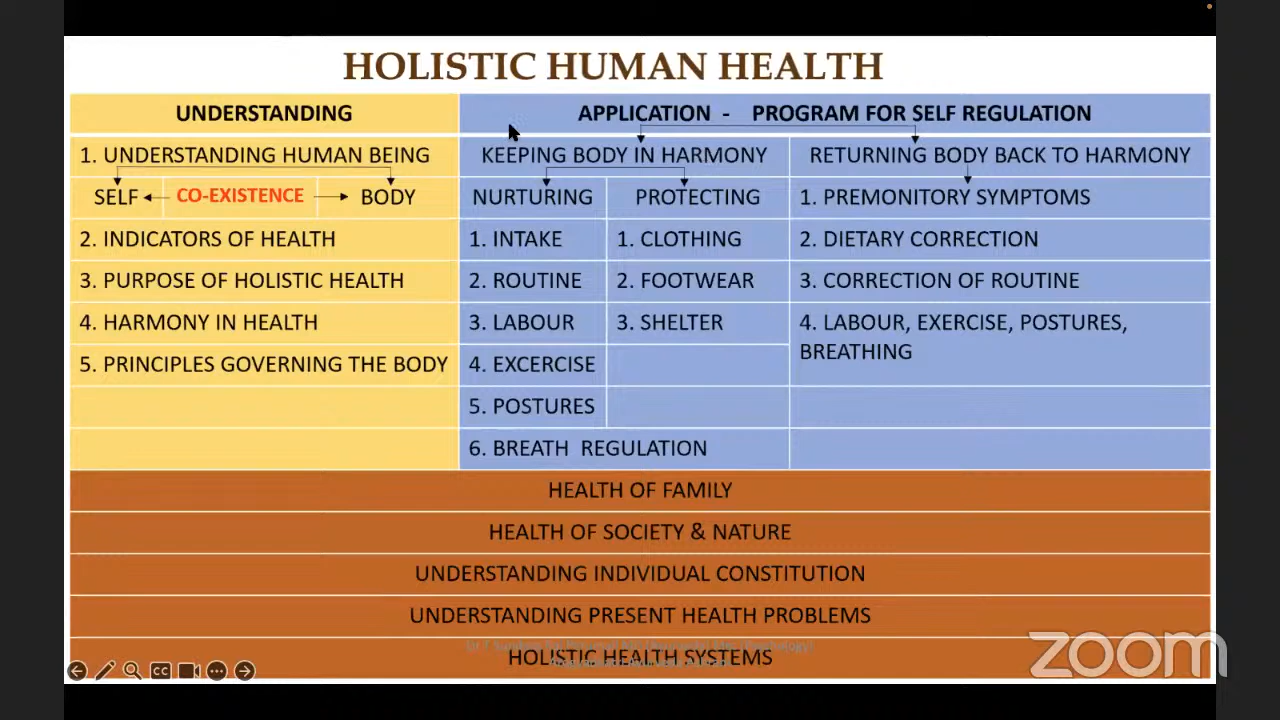 HOLISTIC HUMAN HEALTH
UNDERSTANDING
APPLICATION - PROGRAM FOR SELF REGULATION
1. UNDERSTANDING HUMAN BEING
KEEPING BODY IN HARMONY
RETURNING BODY BACK TO HARMONY
SELF
CO-EXISTENCE
BODY
NURTURING
PROTECTING
1. PREMONITORY SYMPTOMS
2. INDICATORS OF HEALTH
1. INTAKE
1. CLOTHING
2. DIETARY CORRECTION
3. PURPOSE OF HOLISTIC HEALTH
2. ROUTINE
2. FOOTWEAR
3. CORRECTION OF ROUTINE
4. HARMONY IN HEALTH
3. LABOUR
3. SHELTER
4. LABOUR, EXERCISE, POSTURES,
BREATHING
5. PRINCIPLES GOVERNING THE BODY
4. EXCERCISE
5. POSTURES
6. BREATH REGULATION
HEALTH OF FAMILY
HEALTH OF SOCIETY & NATURE
UNDERSTANDING INDIVIDUAL CONSTITUTION
UNDERSTANDING PRESENT HEALTH PROBLEMS
HOLISTIC HEALTH SYSTEMS
CC
zoom